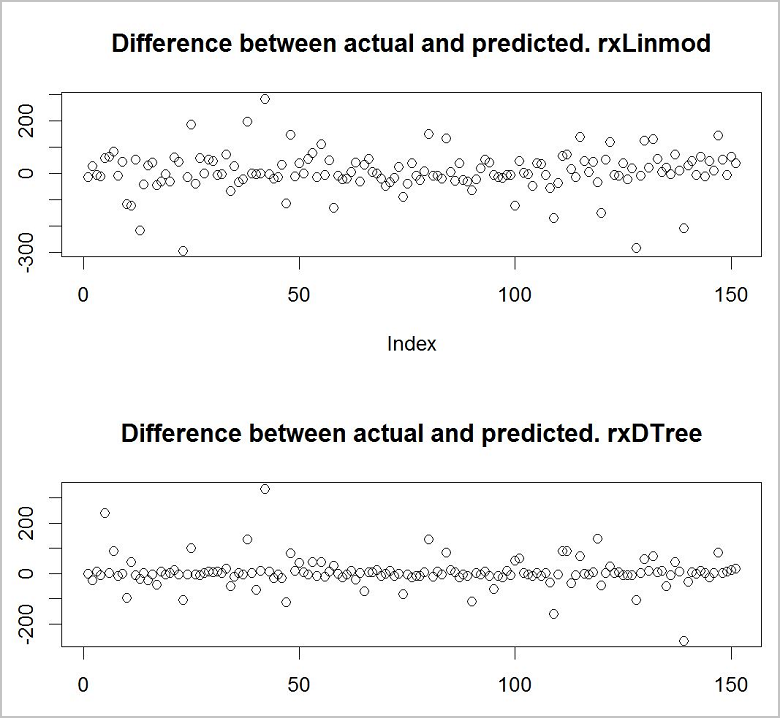 Difference between actual and predicted. rxLinmod
200
0
-300
0 50 100 150
Index
Difference between actual and predicted. rxDTree
200
0
-200
0 50 100 150